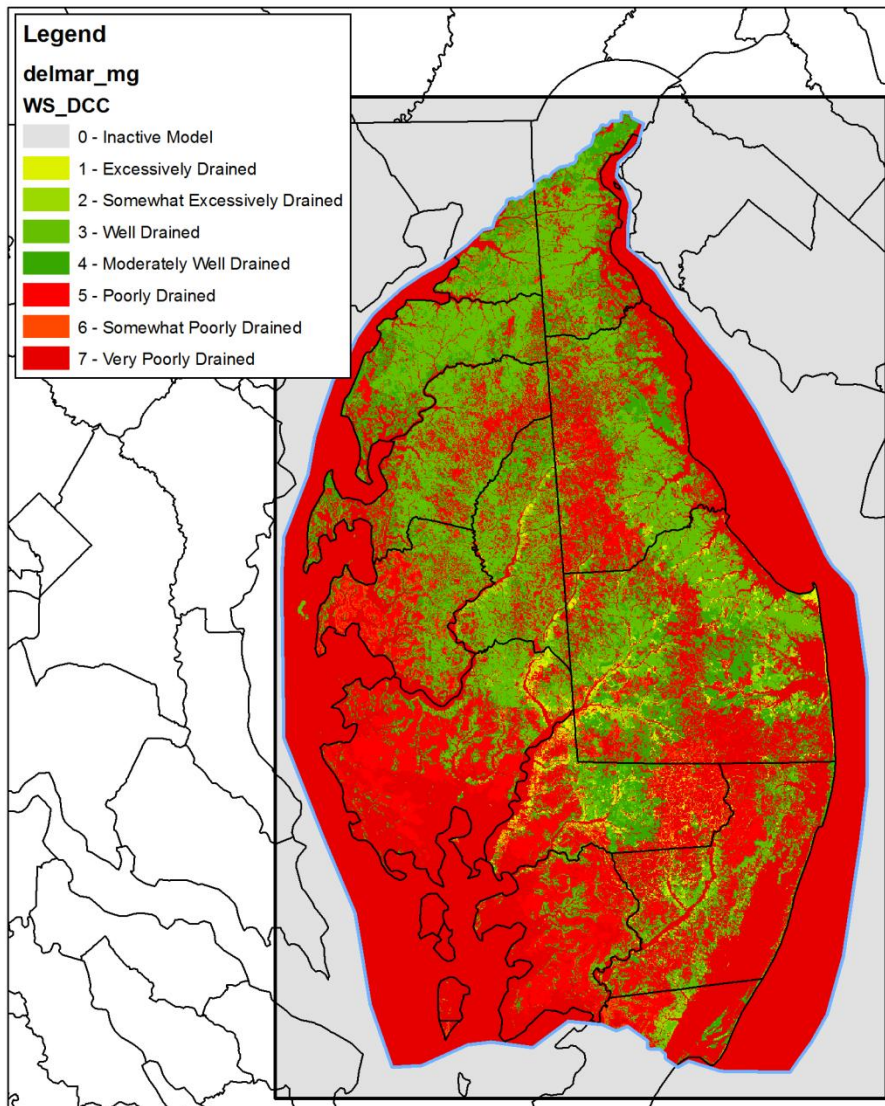 Legend
delmar_mg
WS_DCC
0 - Inactive Model
1 - Excessively Drained
2 - Somewhat Excessively Drained
3 - Well Drained
4 - Moderately Well Drained
5 - Poorly Drained
6 - Somewhat Poorly Drained
7 - Very Poorly Drained